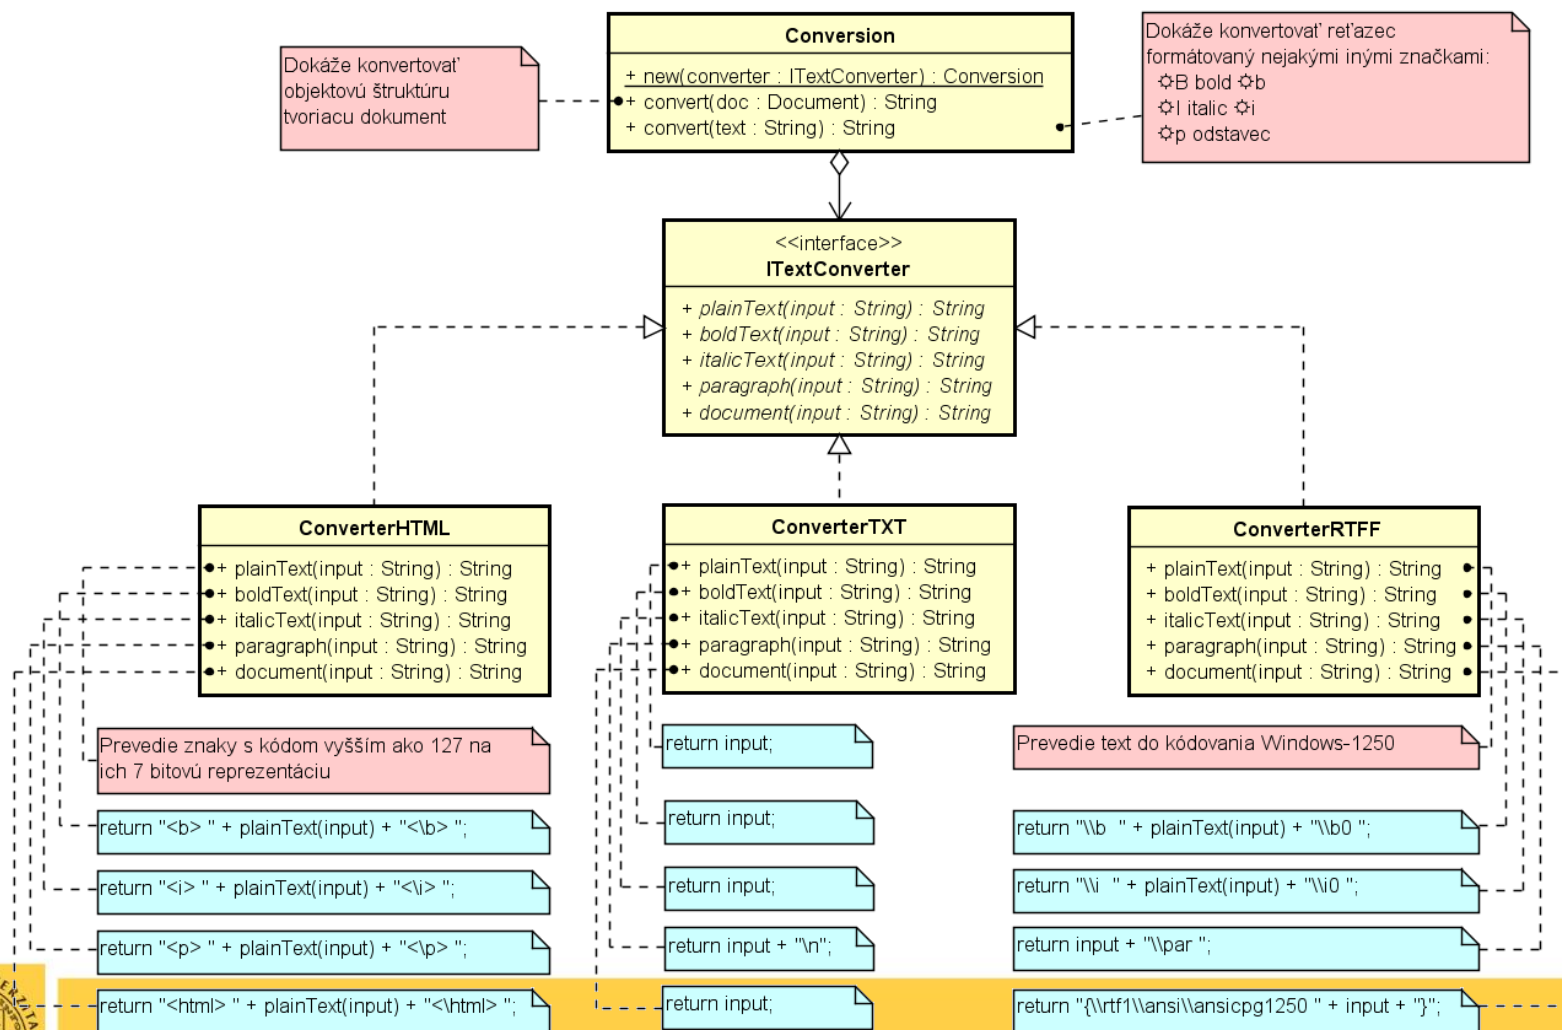 Conversion
+ new(converter : ITextConverter) : Conversion
+ convert(doc : Document) : String
+ convert(text : String) : String
Dokáže konvertovať
objektovú štruktúru
tvoriacu dokument
Dokáže konvertovať reťazec
formátovaný nejakými inými značkami:
☼B bold ☼b
☼I italic ☼i
☼p odstavec
<<interface>>
ITextConverter
+ plainText(input : String) : String
+ boldText(input : String) : String
+ italicText(input : String) : String
+ paragraph(input : String) : String
+ document(input : String) : String
ConverterHTML
+ plainText(input : String) : String
+ boldText(input : String) : String
+ italicText(input : String) : String
+ paragraph(input : String) : String
+ document(input : String) : String
ConverterTXT
+ plainText(input : String) : String
+ boldText(input : String) : String
+ italicText(input : String) : String
+ paragraph(input : String) : String
+ document(input : String) : String
ConverterRTFF
+ plainText(input : String) : String
+ boldText(input : String) : String
+ italicText(input : String) : String
+ paragraph(input : String) : String
+ document(input : String) : String
Prevedie znaky s kódom vyšším ako 127 na
ich 7 bitovú reprezentáciu
return "<b> " + plainText(input) + "<\b> ";
return "<i> " + plainText(input) + "<\i> ";
return "<p> " + plainText(input) + "<\p> ";
return "<html> " + plainText(input) + "<\html> ";
return input;
return input;
return input;
return input + "\n";
return input;
Prevedie text do kódovania Windows-1250
return "\\b  " + plainText(input) + "\\b0 ";
return "\\i  " + plainText(input) + "\\i0 ";
return input + "\\par ";
return "{\\rtf1\\ansi\\ansicpg1250 " + input + "}";